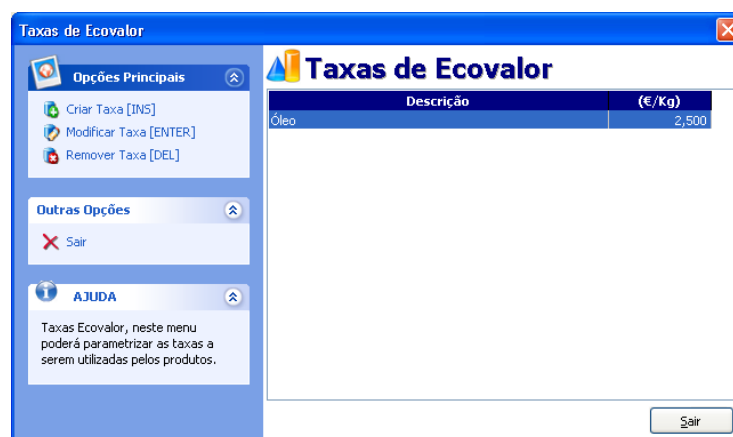 Taxas de Ecovalor
Opções Principais
Criar Taxa [INS]
Modificar Taxa [ENTER]
Remover Taxa [DEL]
Outras Opções
Sair
AJUDA
Taxas Ecovalor, neste menu
poderá parametrizar as taxas a
serem utilizadas pelos produtos.
Taxas de Ecovalor
Descrição (€/Kg)
Óleo 2,500
Sair